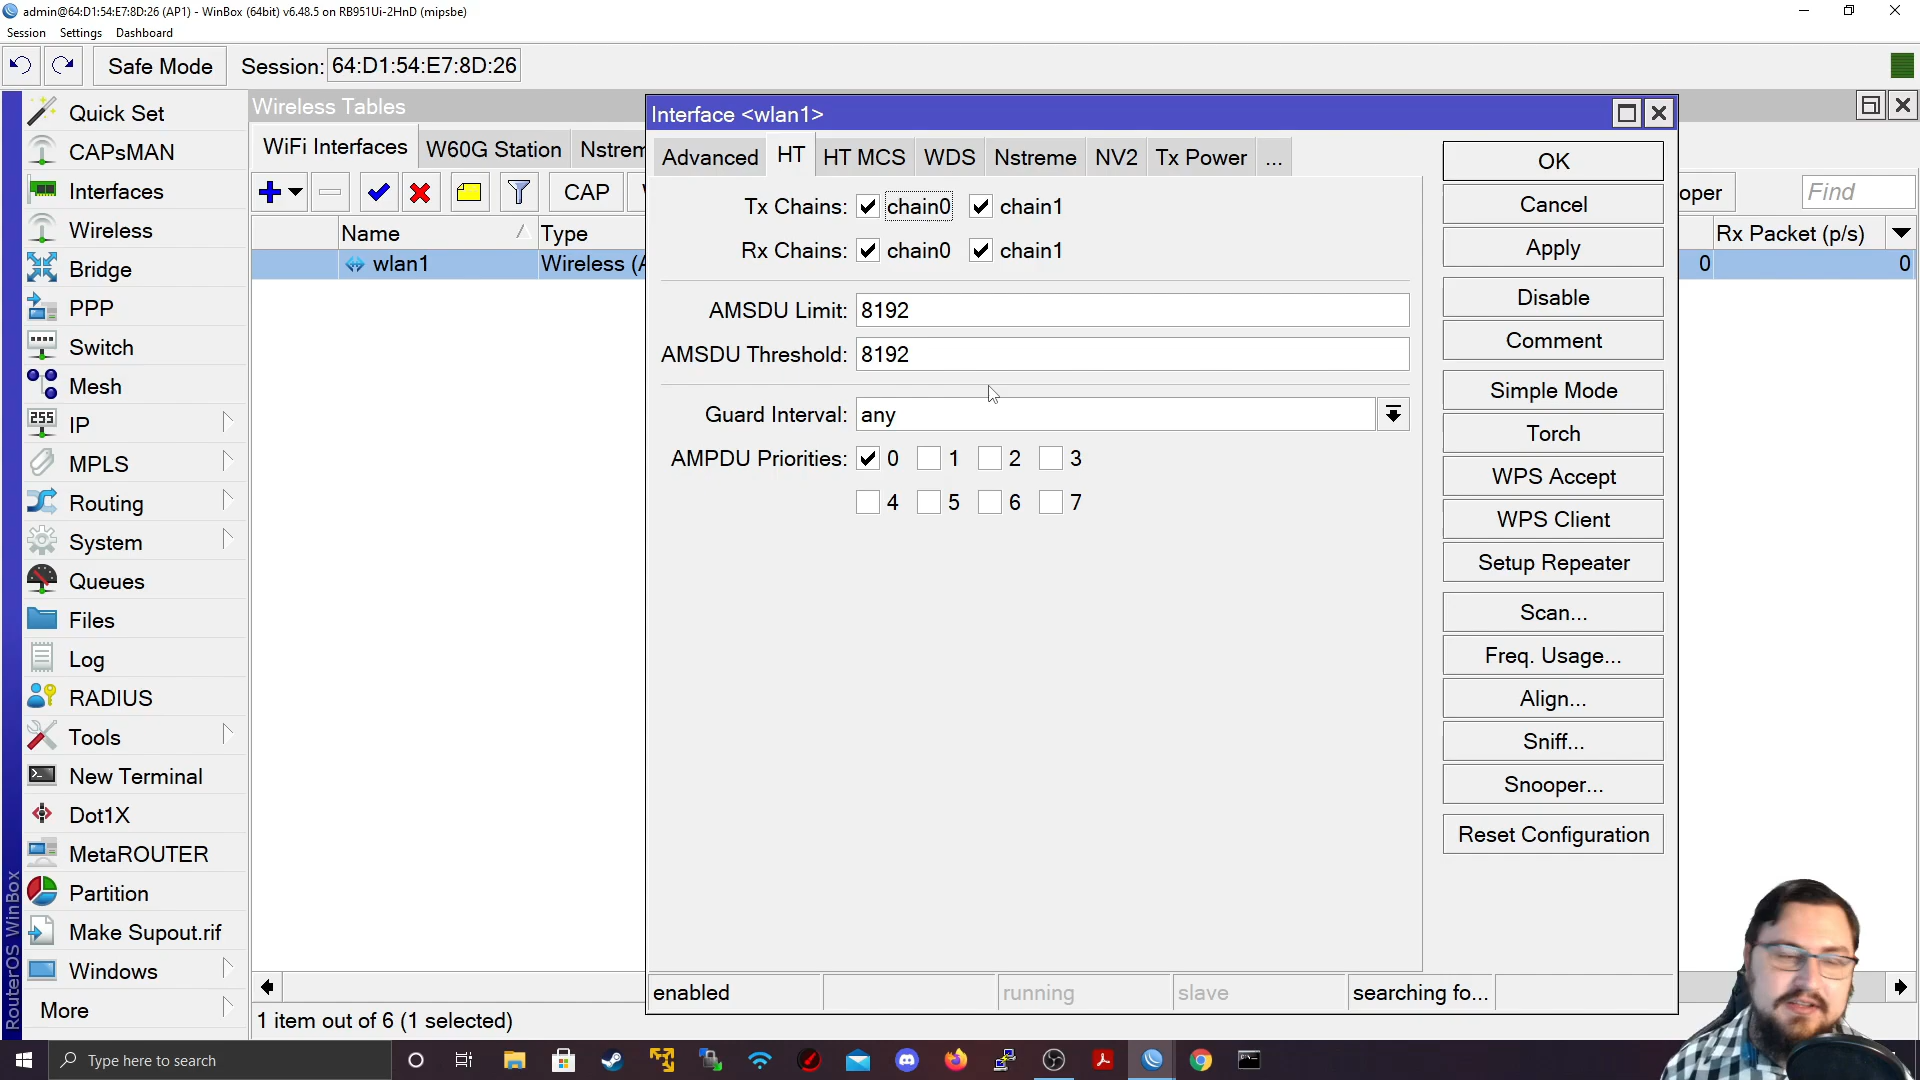 admin@64:D1:54:E7:8D:26 (AP1) - WinBox (64bit) v6.48.5 on RB951Ui-2HnD (mipsbe)
Session Settings Dashboard
Safe Mode Session: 64:D1:54:E7:8D:26
Quick Set
CAPsMAN
Interfaces
Wireless
Bridge
PPP
Switch
Mesh
IP
MPLS
Routing
System
Queues
Files
Log
RADIUS
Tools
New Terminal
Dot1X
MetaROUTER
Partition
Make Supout.rif
Windows
More
RouterOS WinBox
Wireless Tables
WiFi Interfaces W60G Station Nstrem
CAP
oper Find
Name Type
Rx Packet (p/s)
wlan1 Wireless (A
0 0
1 item out of 6 (1 selected)
Interface <wlan1>
Advanced HT HT MCS WDS Nstreme NV2 Tx Power ...
Tx Chains: chain0 chain1
Rx Chains: chain0 chain1
AMSDU Limit: 8192
AMSDU Threshold: 8192
Guard Interval: any
AMPDU Priorities: 0 1 2 3
4 5 6 7
OK
Cancel
Apply
Disable
Comment
Simple Mode
Torch
WPS Accept
WPS Client
Setup Repeater
Scan...
Freq. Usage...
Align...
Sniff...
Snooper...
Reset Configuration
enabled running slave searching fo...
Type here to search